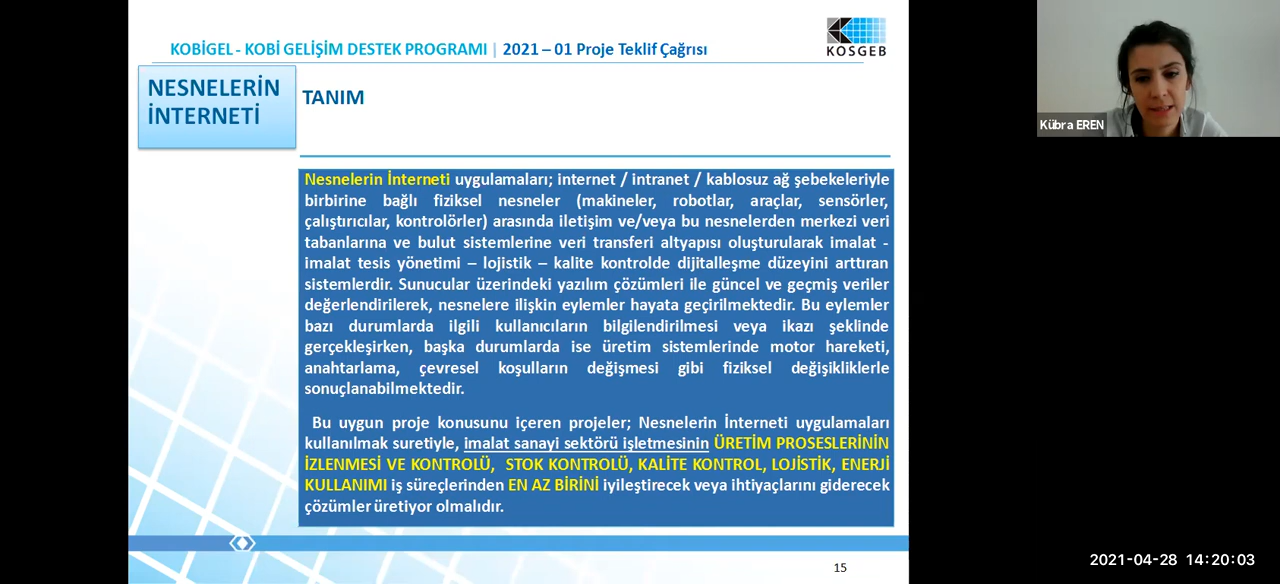 KOBİGEL - KOBİ GELİŞİM DESTEK PROGRAMI | 2021 – 01 Proje Teklif Çağrısı
KOSGEB
Kübra EREN
NESNELERİN
İNTERNETİ
TANIM
Nesnelerin İnterneti uygulamaları; internet / intranet / kablosuz ağ şebekeleriyle
birbirine bağlı fiziksel nesneler (makineler, robotlar, araçlar, sensörler,
çalıştırıcılar, kontrolörler) arasında iletişim ve/veya bu nesnelerden merkezi veri
tabanlarına ve bulut sistemlerine veri transferi altyapısı oluşturularak imalat -
imalat tesis yönetimi – lojistik – kalite kontrolde dijitalleşme düzeyini arttıran
sistemlerdir. Sunucular üzerindeki yazılım çözümleri ile güncel ve geçmiş veriler
değerlendirilerek, nesnelere ilişkin eylemler hayata geçirilmektedir. Bu eylemler
bazı durumlarda ilgili kullanıcıların bilgilendirilmesi veya ikazı şeklinde
gerçekleşirken, başka durumlarda ise üretim sistemlerinde motor hareketi,
anahtarlama, çevresel koşulların değişmesi gibi fiziksel değişikliklerle
sonuçlanabilmektedir.
Bu uygun proje konusunu içeren projeler; Nesnelerin İnterneti uygulamaları
kullanılmak suretiyle, imalat sanayi sektörü işletmesinin ÜRETİM PROSESLERİNİN
İZLENMESİ VE KONTROLÜ, STOK KONTROLÜ, KALİTE KONTROL, LOJİSTİK, ENERJİ
KULLANIMI iş süreçlerinden EN AZ BİRİNİ iyileştirecek veya ihtiyaçlarını giderecek
çözümler üretiyor olmalıdır.
15
2021-04-28 14:20:03